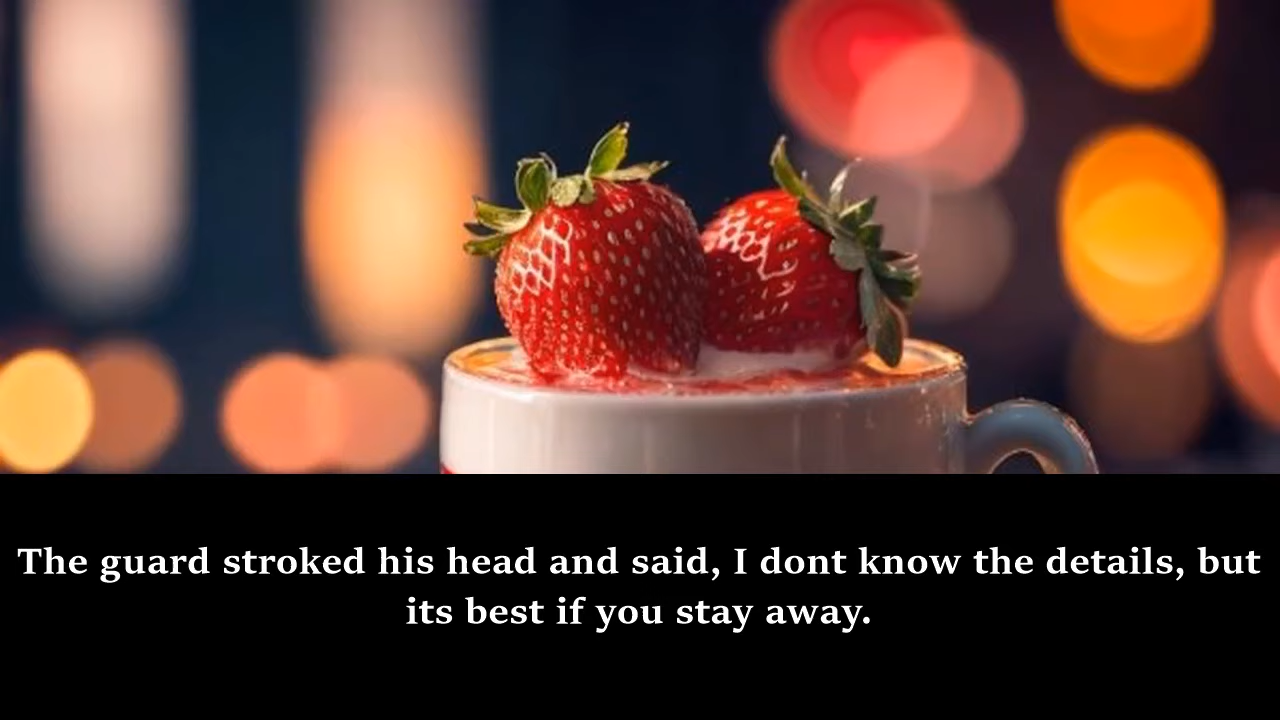 The guard stroked his head and said, I dont know the details, but
its best if you stay away.